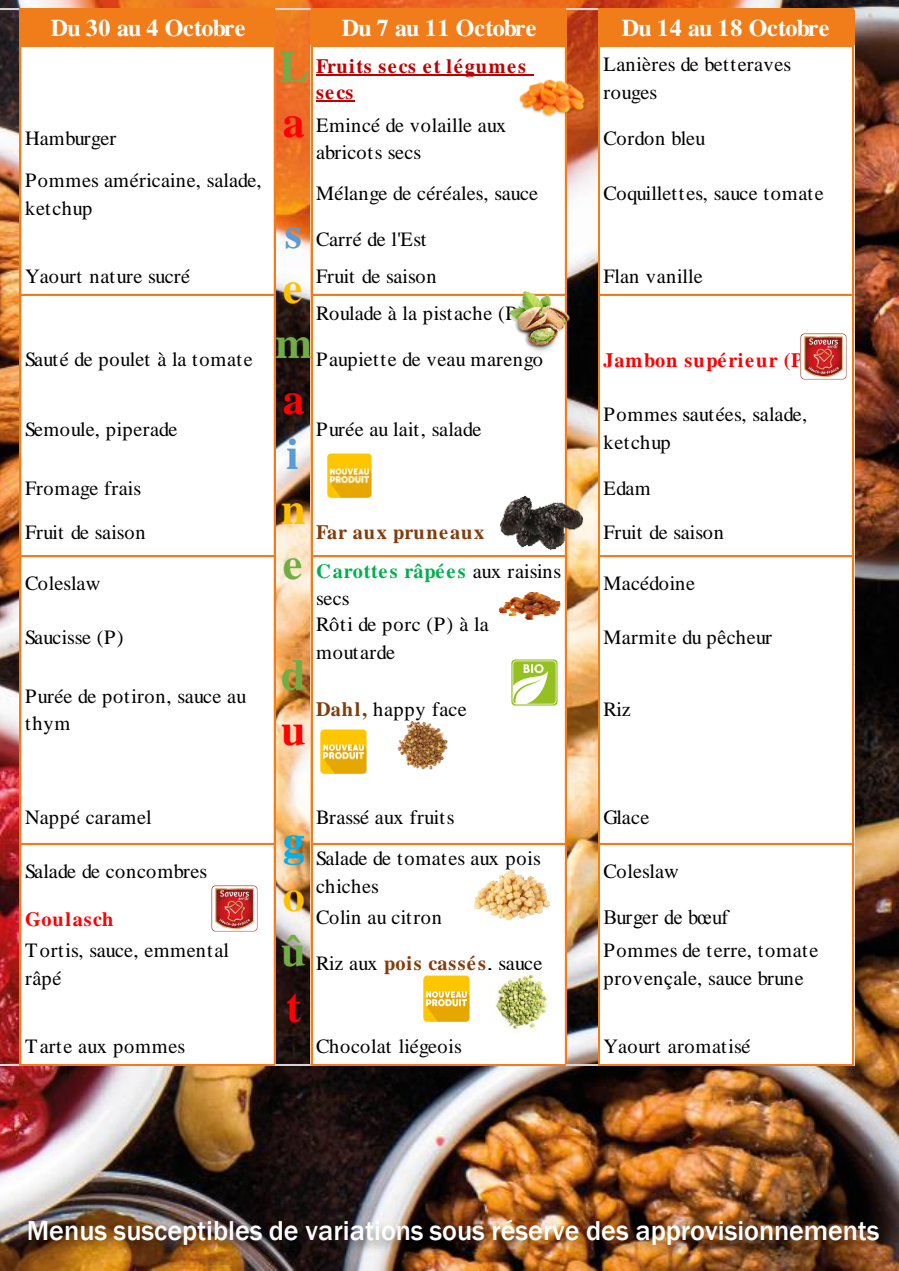 Du 30 au 4 Octobre
Hamburger
Pommes américaine, salade,
ketchup
Yaourt nature sucré
Sauté de poulet à la tomate
Semoule, piperade
Fromage frais
Fruit de saison
Coleslaw
Saucisse (P)
Purée de potiron, sauce au
thym
Nappé caramel
Salade de concombres
Saveurs
Goulasch
Tortis, sauce, emmental
râpé
Tarte aux pommes
La semaine du goût
Du 7 au 11 Octobre
Fruits secs et légumes
secs
Emincé de volaille aux
abricots secs
Mélange de céréales, sauce
Carré de l'Est
Fruit de saison
Roulade à la pistache (P
Paupiette de veau marengo
Purée au lait, salade
NOUVEAU
PRODUIT
Far aux pruneaux
Carottes râpées aux raisins
secs
Rôti de porc (P) à la
moutarde
BIO
Dahl, happy face
NOUVEAU
PRODUIT
Brassé aux fruits
Salade de tomates aux pois
chiches
Colin au citron
Riz aux pois cassés, sauce
NOUVEAU
PRODUIT
Chocolat liégeois
Du 14 au 18 Octobre
Lanières de betteraves
rouges
Cordon bleu
Coquillettes, sauce tomate
Flan vanille
Saveurs
Jambon supérieur (P
Pommes sautées, salade,
ketchup
Edam
Fruit de saison
Macédoine
Marmite du pêcheur
Riz
Glace
Coleslaw
Burger de bœuf
Pommes de terre, tomate
provençale, sauce brune
Yaourt aromatisé
Menus susceptibles de variations sous réserve des approvisionnements